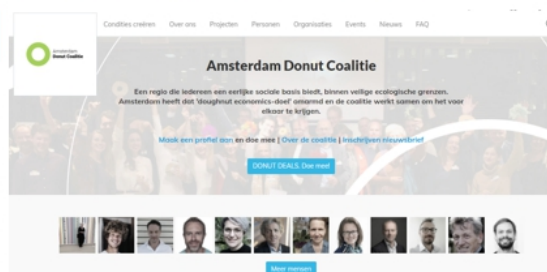 Condities creëren Over ons Projecten Personen Organisaties Events Nieuws FAQ
amsterdam
Donut Coalitie
Amsterdam Donut Coalitie
Een regio die iedereen een eerlijke sociale basis biedt, binnen veilige ecologische grenzen.
Amsterdam heeft dat 'doughnut economics-doel' omarmd en de coalitie werkt samen om het voor
elkaar te krijgen.
Maak een profiel aan en doe mee | Over de coalitie | Inschrijven nieuwsbrief
DONUT DEALS. Doe mee!
Meer mensen